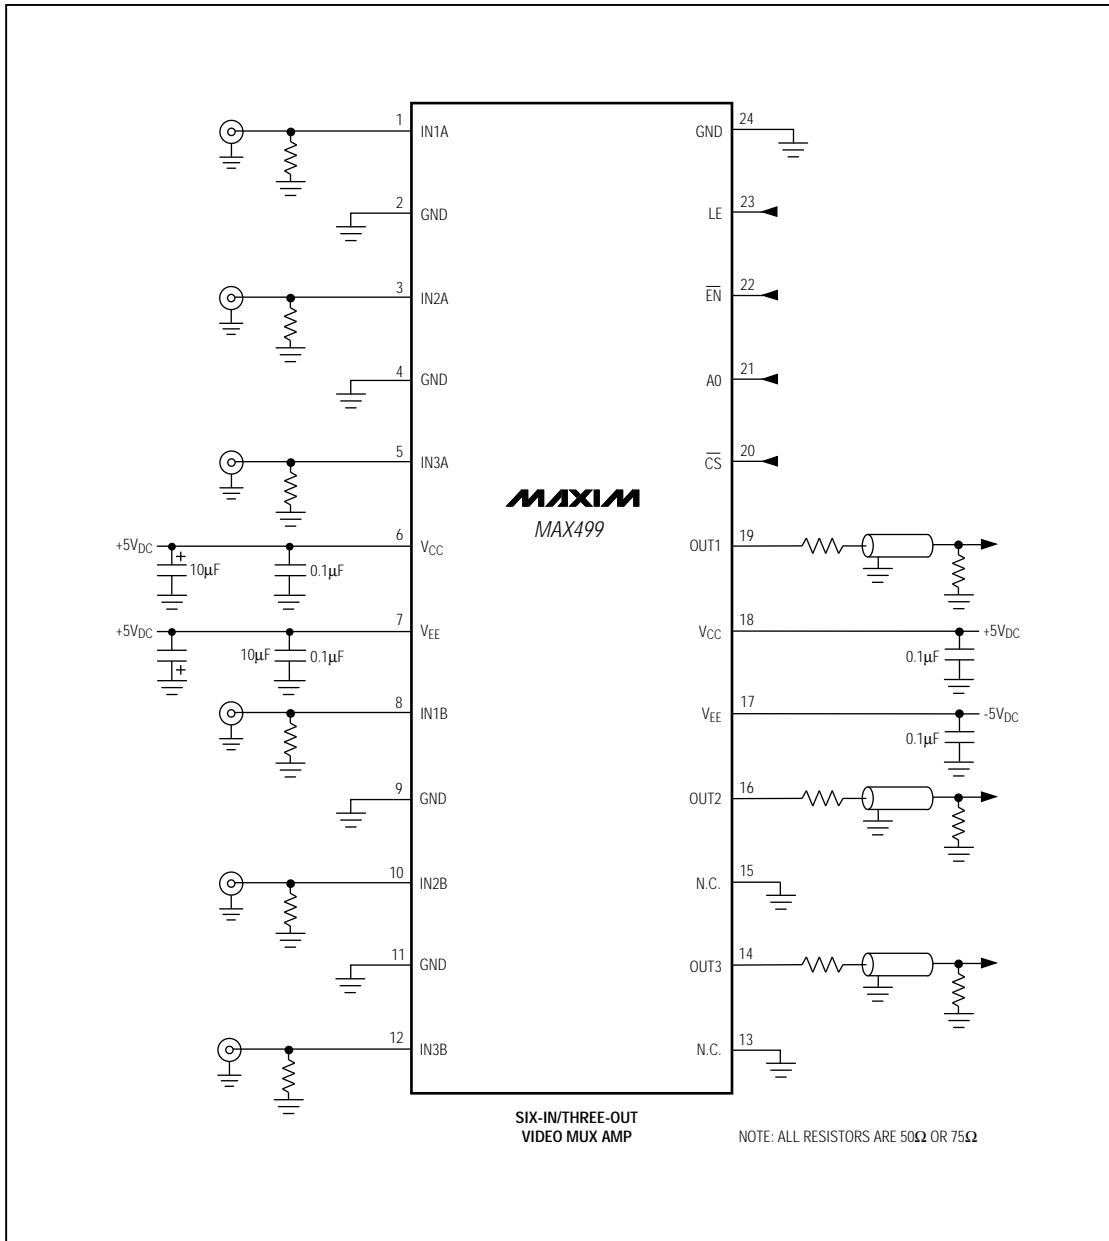 1 IN1A
2 GND
3 IN2A
4 GND
5 IN3A
+5VDC 6 VCC
10μF 0.1μF
+5VDC 7 VEE
10μF 0.1μF
8 IN1B
9 GND
10 IN2B
11 GND
12 IN3B
MAXIM
MAX499
GND 24
LE 23
E̅N̅ 22
A0 21
C̅S̅ 20
OUT1 19
VCC 18 +5VDC
0.1μF
VEE 17 -5VDC
0.1μF
OUT2 16
N.C. 15
OUT3 14
N.C. 13
SIX-IN/THREE-OUT
VIDEO MUX AMP
NOTE: ALL RESISTORS ARE 50Ω OR 75Ω